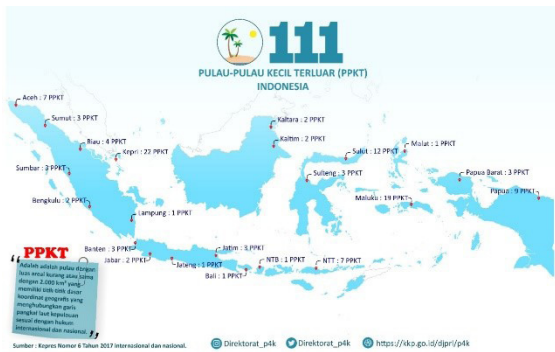 111
PULAU-PULAU KECIL TERLUAR (PPKT)
INDONESIA
Aceh : 7 PPKT
Sumut : 3 PPKT
Riau : 4 PPKT
Kepri : 22 PPKT
Sumbar : 3 PPKT
Bengkulu : 2 PPKT
Lampung : 1 PPKT
Banten : 3 PPKT
Jabar : 2 PPKT
Jateng : 1 PPKT
Jatim : 3 PPKT
Bali : 1 PPKT
NTB : 1 PPKT
NTT : 7 PPKT
Kaltara : 2 PPKT
Kaltim : 2 PPKT
Sulut : 12 PPKT
Sulteng : 3 PPKT
Malut : 1 PPKT
Maluku : 19 PPKT
Papua Barat : 3 PPKT
Papua : 9 PPKT
PPKT
Adalah adalah pulau dengan
luas areal kurang atau sama
dengan 2.000 km² yang
memiliki titik-titik dasar
koordinat geografis yang
menghubungkan garis
pangkal laut kepulauan
sesuai dengan hukum
internasional dan nasional.
Sumber : Kepres Nomor 6 Tahun 2017 internasional dan nasional.
Direktorat_p4k
Direktorat_p4k
https://kkp.go.id/djprl/p4k